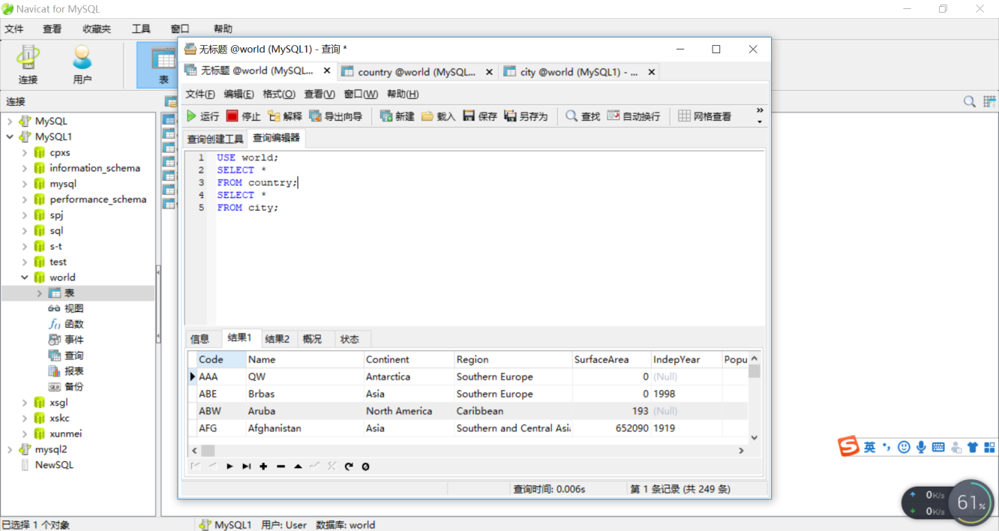 Navicat for MySQL
文件 查看 收藏夹 工具 窗口 帮助
连接 用户 表
连接
MySQL
MySQL1
cpxs
information_schema
mysql
performance_schema
spj
sql
s-t
test
world
表
视图
函数
事件
查询
报表
备份
xsgl
xskc
xunmei
mysql2
NewSQL
无标题 @world (MySQL1) - 查询 *
无标题 @world (MySQL... country @world (MySQL... city @world (MySQL1) - ...
文件(F) 编辑(E) 格式(O) 查看(V) 窗口(W) 帮助(H)
运行 停止 解释 导出向导 新建 载入 保存 另存为 查找 自动换行 网格查看
查询创建工具 查询编辑器
1 USE world;
2 SELECT *
3 FROM country;
4 SELECT *
5 FROM city;
信息 结果1 结果2 概况 状态
Code Name Continent Region SurfaceArea IndepYear Popu
AAA QW Antarctica Southern Europe 0 (Null)
ABE Brbas Asia Southern Europe 0 1998
ABW Aruba North America Caribbean 193 (Null)
AFG Afghanistan Asia Southern and Central Asi 652090 1919
查询时间: 0.006s 第 1 条记录 (共 249 条)
英
0K/s
0K/s
61%
已选择 1 个对象 MySQL1 用户: User 数据库: world